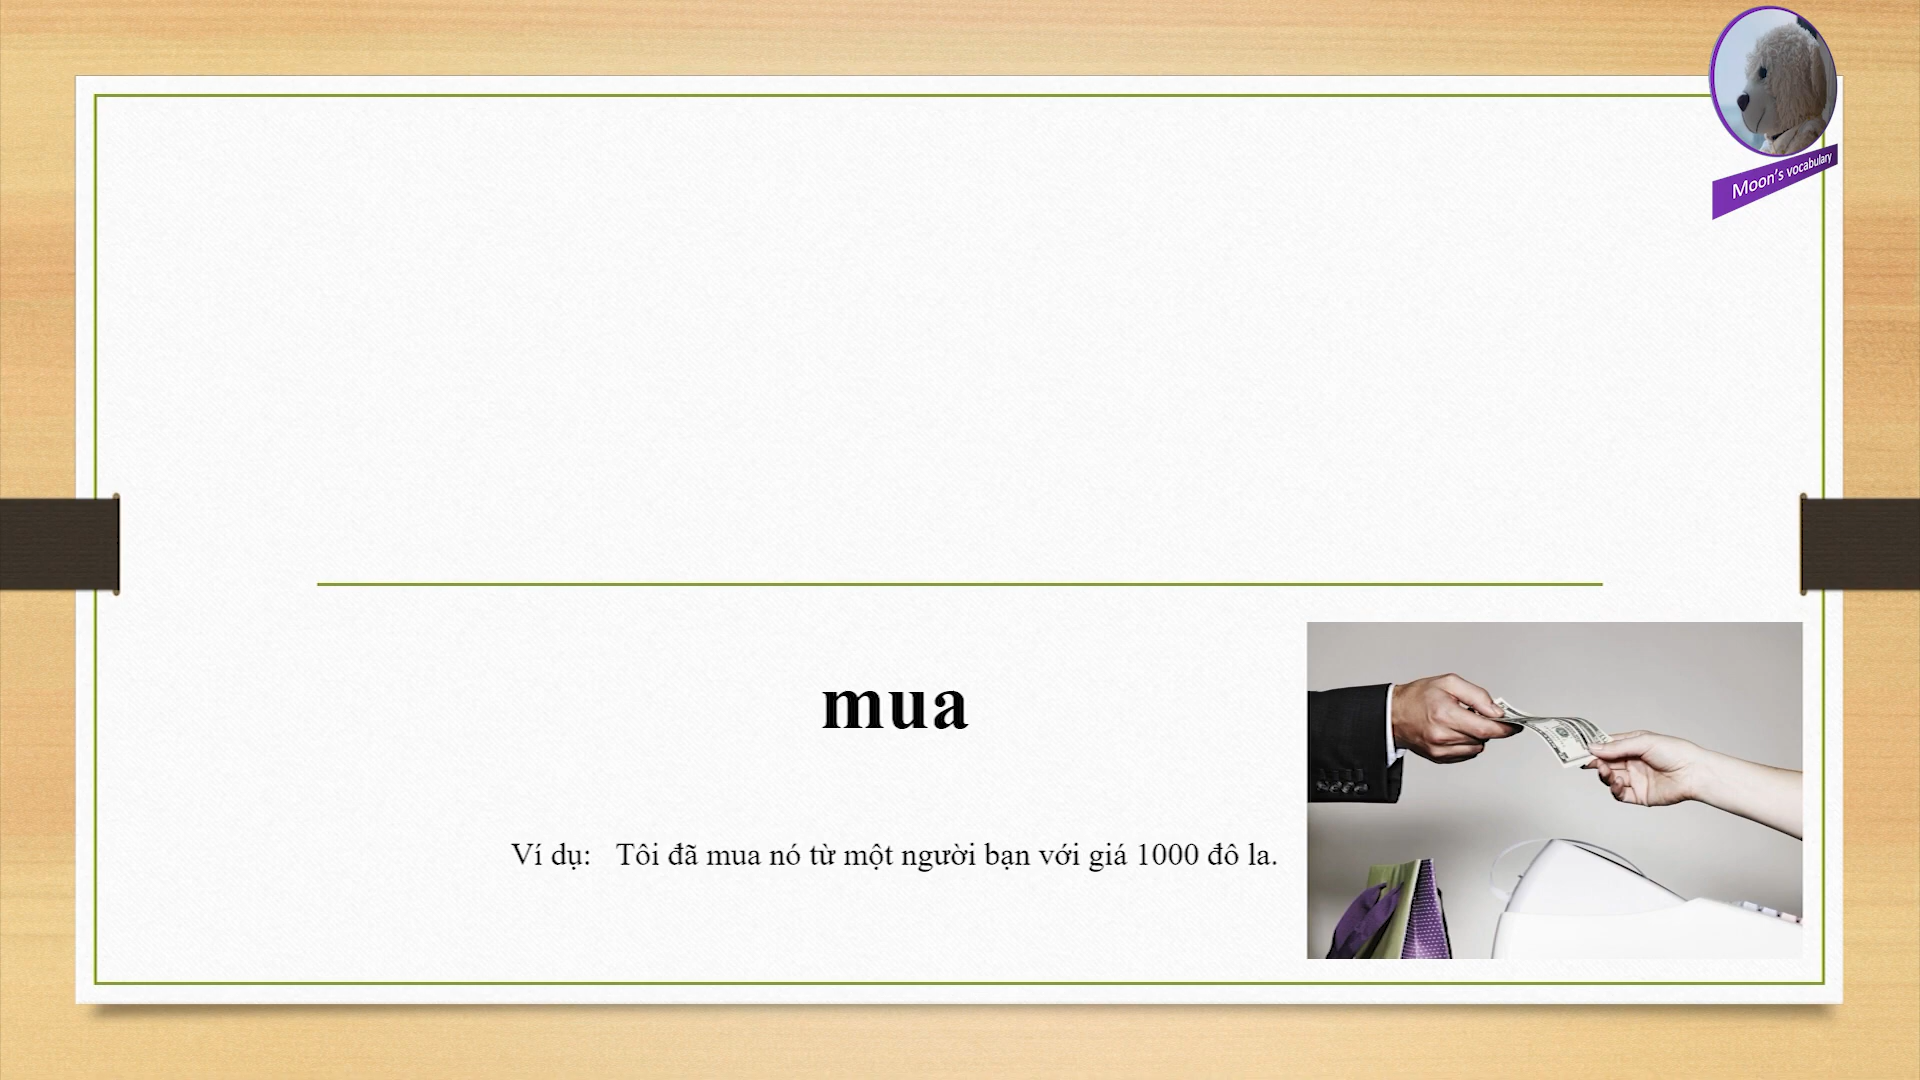 Moon's vocabulary
mua
Ví dụ: Tôi đã mua nó từ một người bạn với giá 1000 đô la.